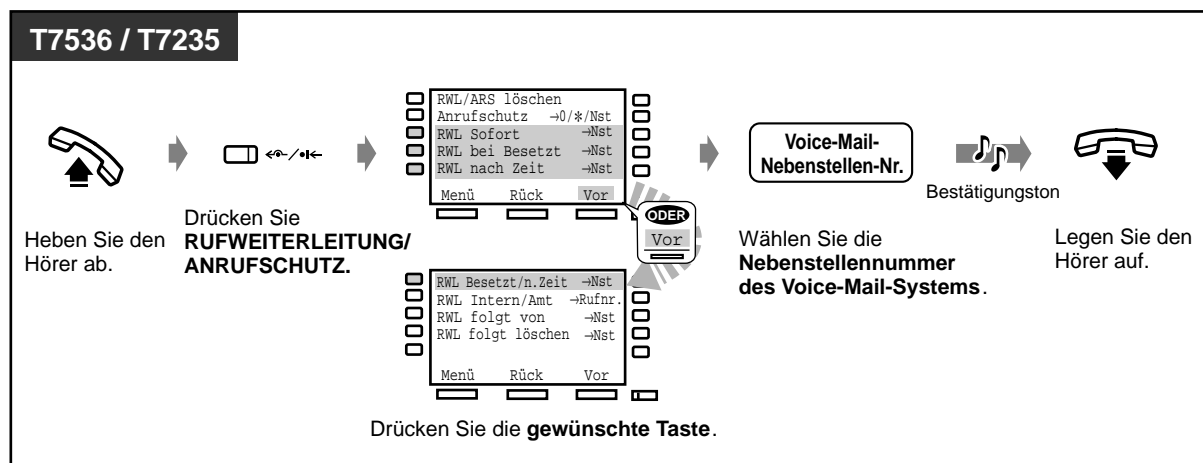 T7536 / T7235
RWL/ARS löschen
Anrufschutz →0/*/Nst
RWL Sofort →Nst
RWL bei Besetzt →Nst
RWL nach Zeit →Nst
Menü Rück Vor
ODER
Vor
Heben Sie den
Hörer ab.
Drücken Sie
RUFWEITERLEITUNG/
ANRUFSCHUTZ.
RWL Besetzt/n.Zeit →Nst
RWL Intern/Amt →Rufnr.
RWL folgt von →Nst
RWL folgt löschen →Nst
Menü Rück Vor
Drücken Sie die gewünschte Taste.
Voice-Mail-
Nebenstellen-Nr.
Wählen Sie die
Nebenstellennummer
des Voice-Mail-Systems.
Bestätigungston
Legen Sie den
Hörer auf.